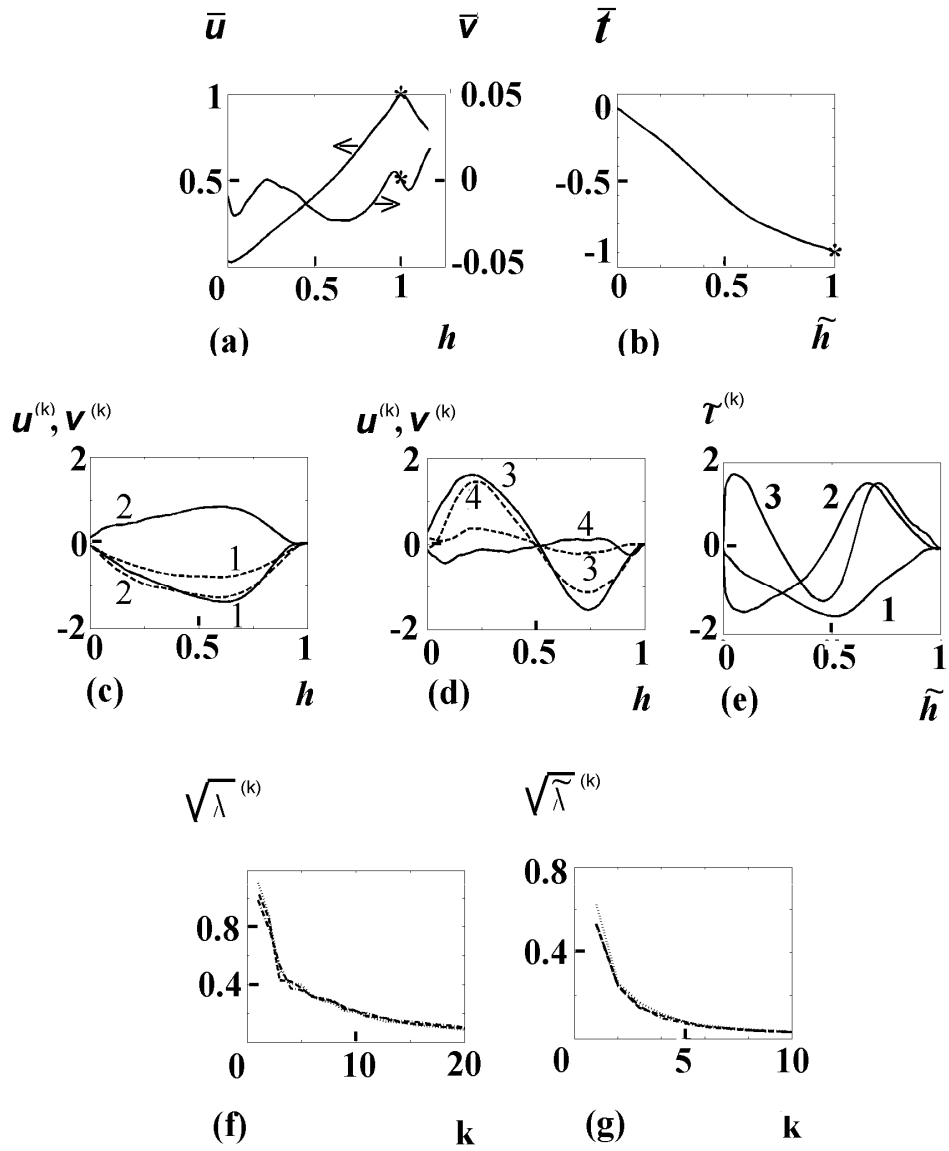 ū v̄ t̄
1 0.05 0
0.5 0 -0.5
-0.05 -1
0 0.5 1 0 0.5 1
(a) h (b) h̃
u(k), v(k) u(k), v(k) τ(k)
2 2 2
2 3 4 4 3 2
0 0 0
1 2 1 3 1
-2 -2 -2
0 0.5 1 0 0.5 1 0 0.5 1
(c) h (d) h (e) h̃
√λ (k) √λ̃ (k)
0.8 0.8
0.4 0.4
0 10 20 0 5 10
(f) k (g) k